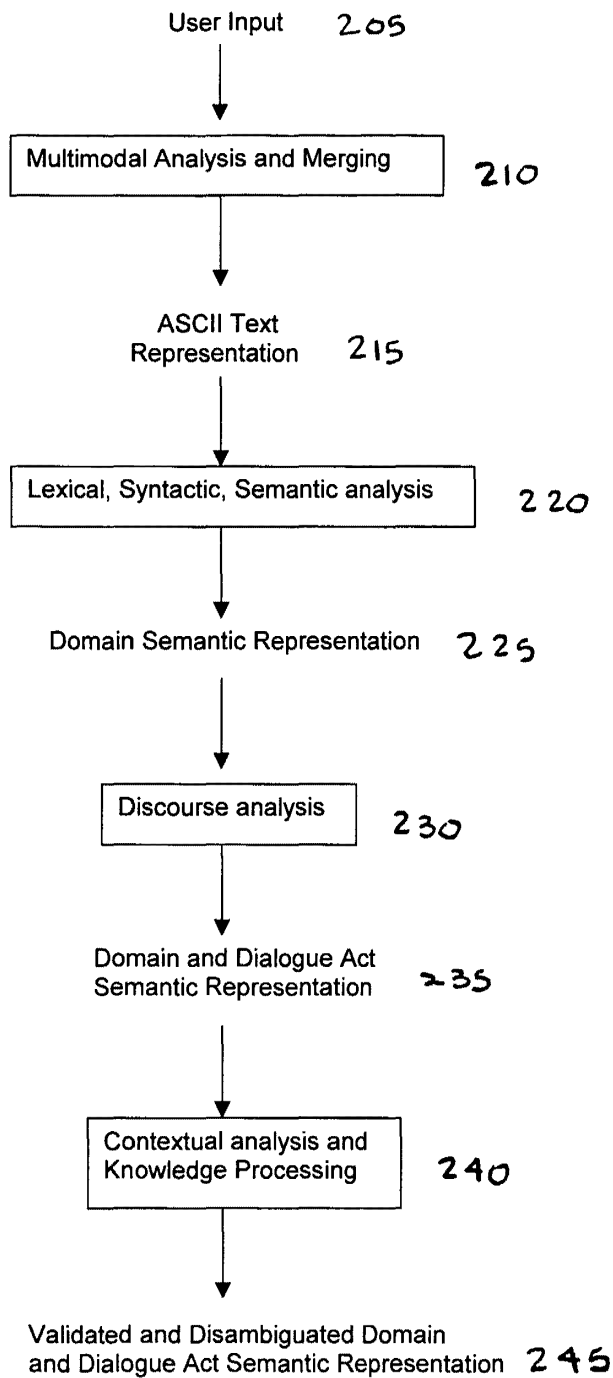 User Input 205
Multimodal Analysis and Merging 210
ASCII Text
Representation 215
Lexical, Syntactic, Semantic analysis 220
Domain Semantic Representation 225
Discourse analysis 230
Domain and Dialogue Act
Semantic Representation 235
Contextual analysis and
Knowledge Processing 240
Validated and Disambiguated Domain
and Dialogue Act Semantic Representation 245